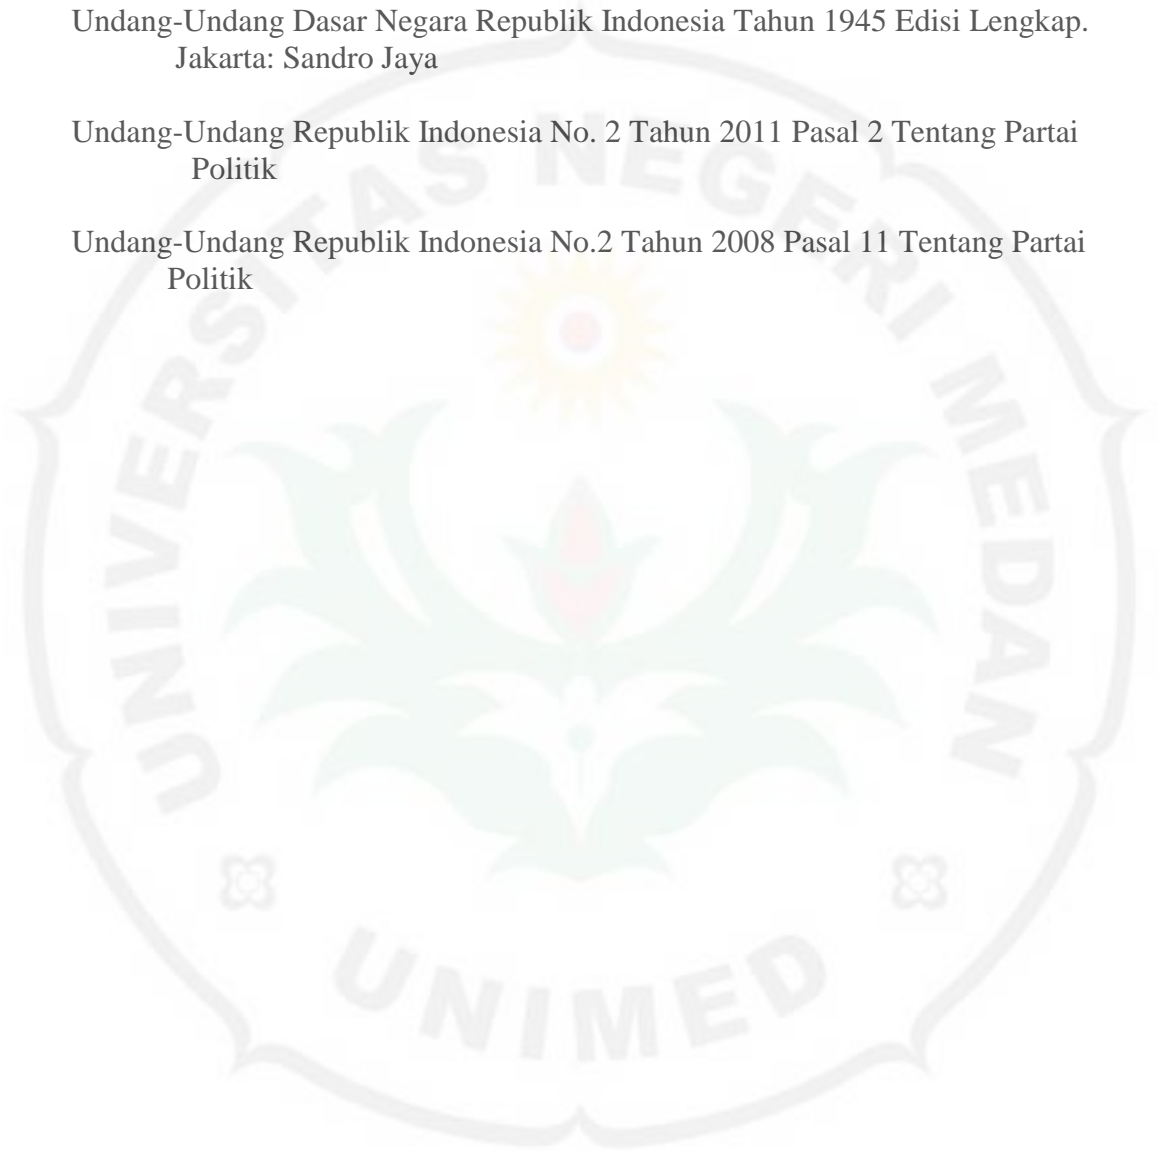 Undang-Undang Dasar Negara Republik Indonesia Tahun 1945 Edisi Lengkap.
Jakarta: Sandro Jaya
Undang-Undang Republik Indonesia No. 2 Tahun 2011 Pasal 2 Tentang Partai
Politik
Undang-Undang Republik Indonesia No.2 Tahun 2008 Pasal 11 Tentang Partai
Politik
UNIVERSITAS NEGERI MEDAN
UNIMED